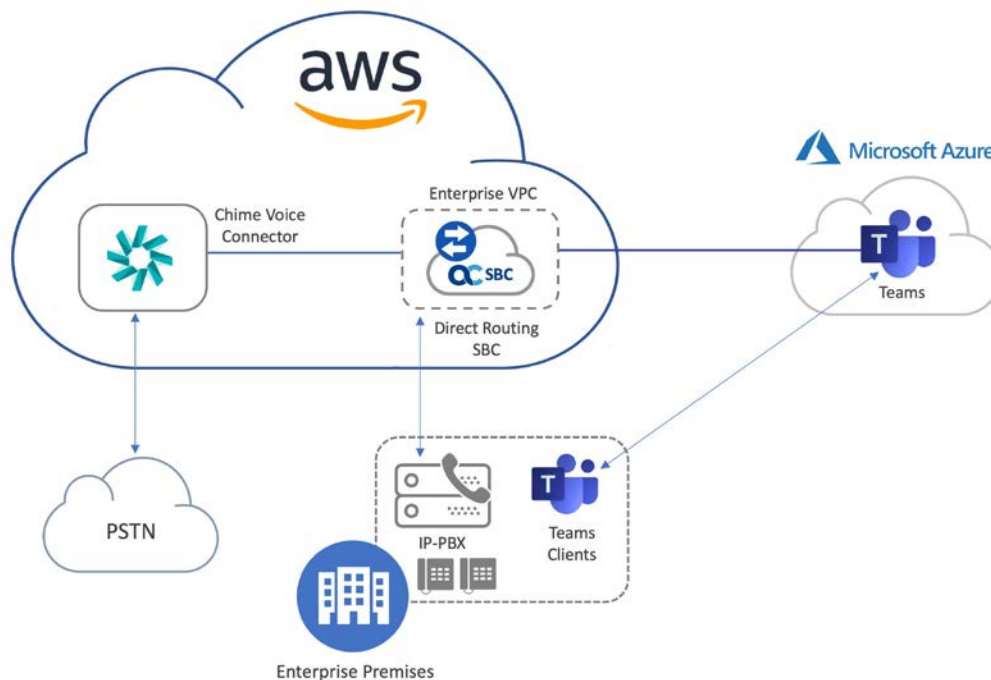 aws
Microsoft Azure
Enterprise VPC
Chime Voice
Connector
SBC
T
Teams
Direct Routing
SBC
PSTN
T
IP-PBX
Teams
Clients
Enterprise Premises